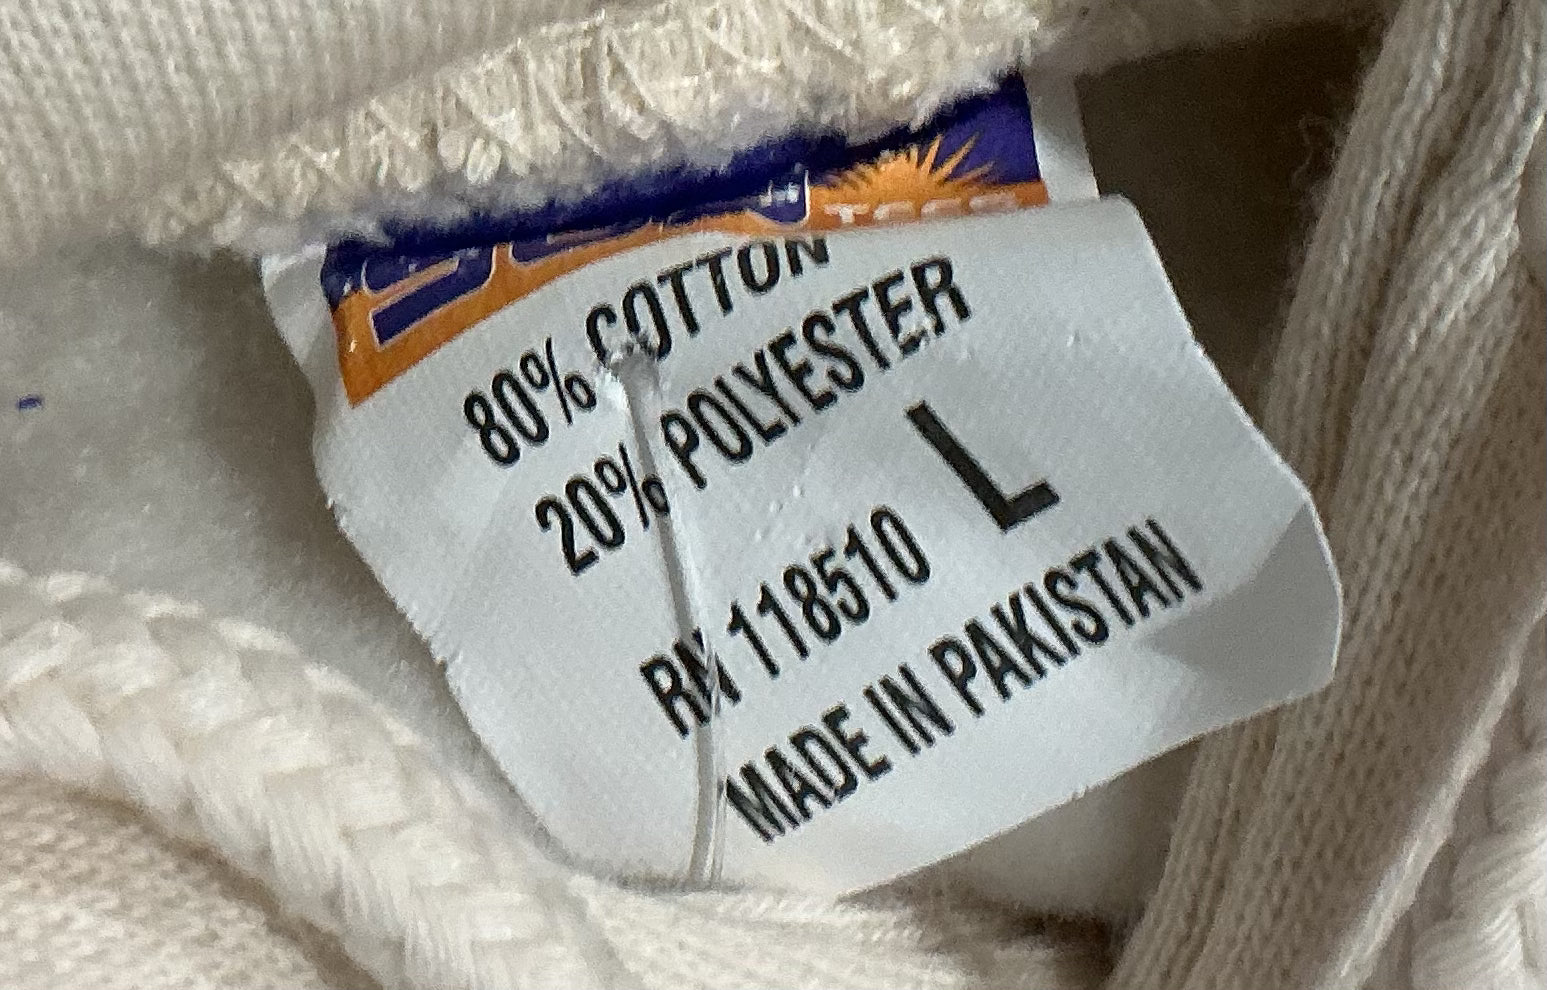 80% COTTON
20% POLYESTER
L
RN 118510
MADE IN PAKISTAN